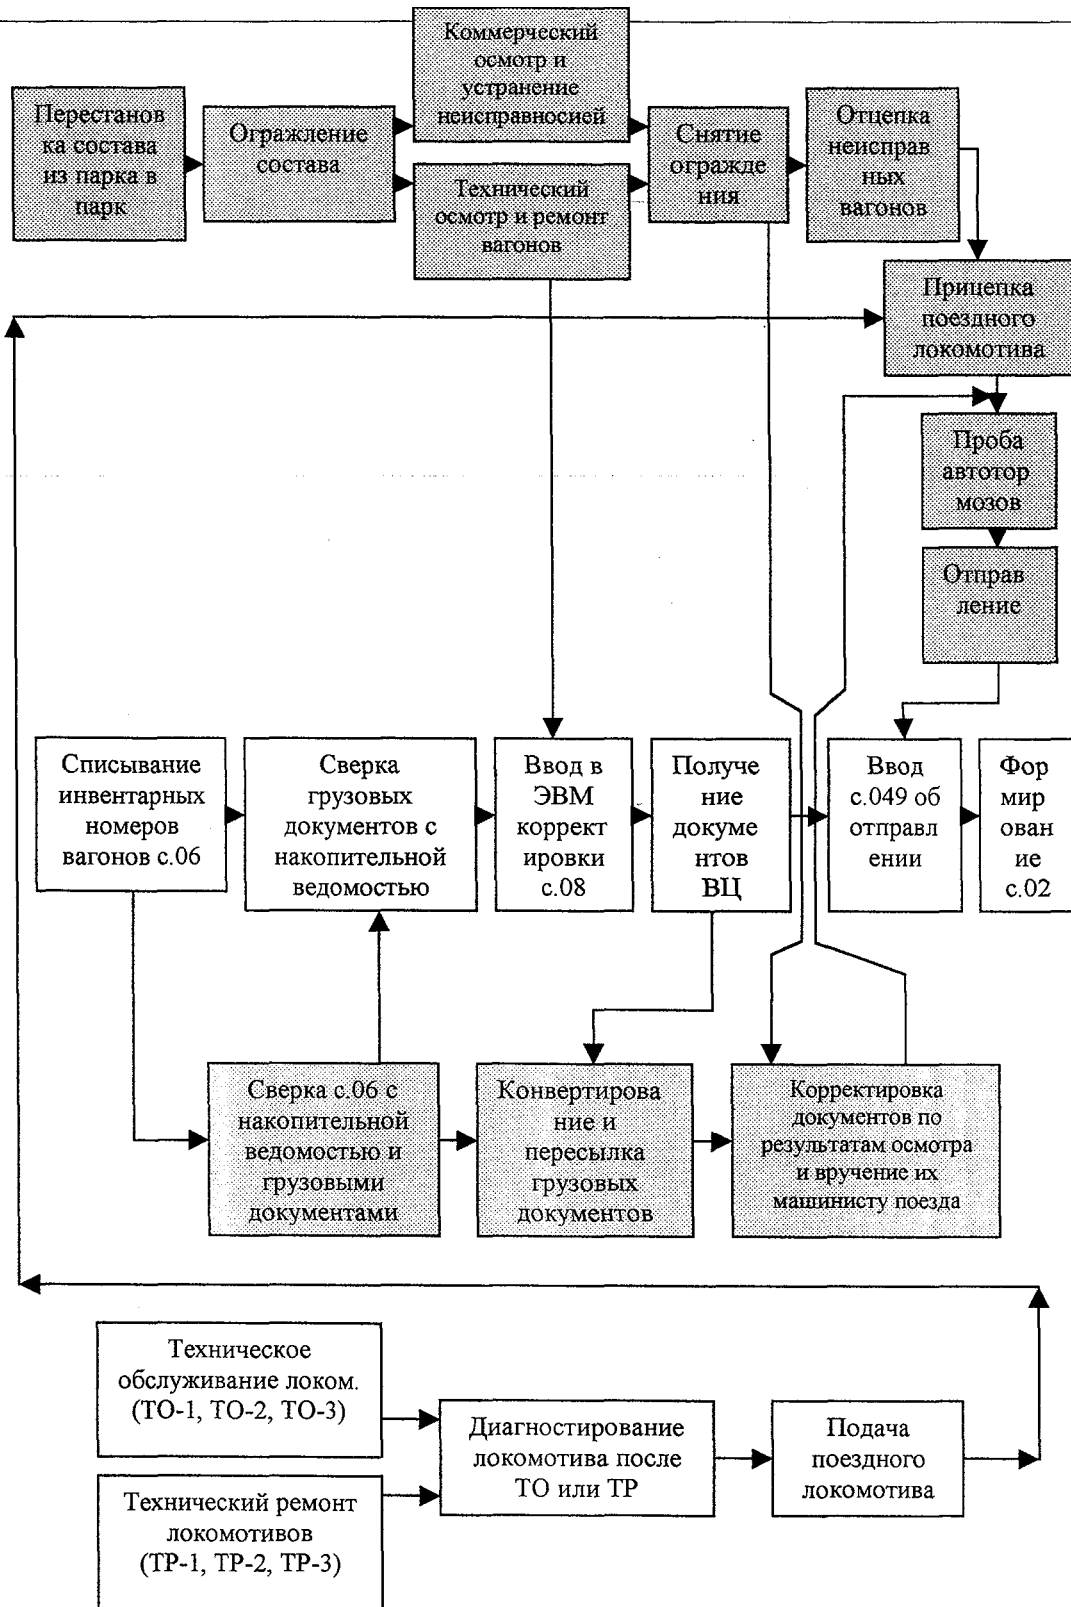 Коммерческий
осмотр и
устранение
неисправносией
Перестанов
ка состава
из парка в
парк
Огражление
состава
Технический
осмотр и ремонт
вагонов
Снятие
огражде
ния
Отцепка
неисправ
ных
вагонов
Прицепка
поездного
локомотива
Проба
автотор
мозов
Отправ
ление
Списывание
инвентарных
номеров
вагонов с.06
Сверка
грузовых
документов с
накопительной
ведомостью
Ввод в
ЭВМ
коррект
ировки
с.08
Получе
ние
докуме
нтов
ВЦ
Ввод
с.049 об
отправл
ении
Фор
мир
ован
ие
с.02
Сверка с.06 с
накопительной
ведомостью и
грузовыми
документами
Конвертирова
ние и
пересылка
грузовых
документов
Корректировка
документов по
результатам осмотра
и вручение их
машинисту поезда
Техническое
обслуживание локом.
(ТО-1, ТО-2, ТО-3)
Технический ремонт
локомотивов
(ТР-1, ТР-2, ТР-3)
Диагностирование
локомотива после
ТО или ТР
Подача
поездного
локомотива